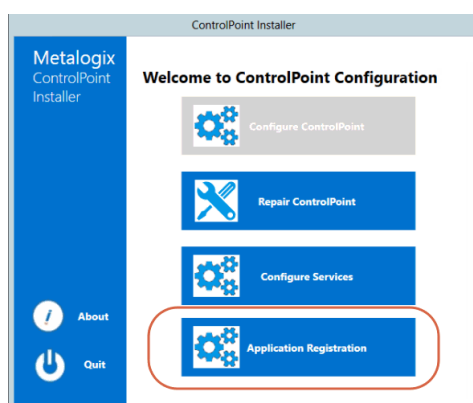 ControlPoint Installer
Metalogix
ControlPoint
Installer
Welcome to ControlPoint Configuration
Configure ControlPoint
Repair ControlPoint
Configure Services
Application Registration
i About
Quit